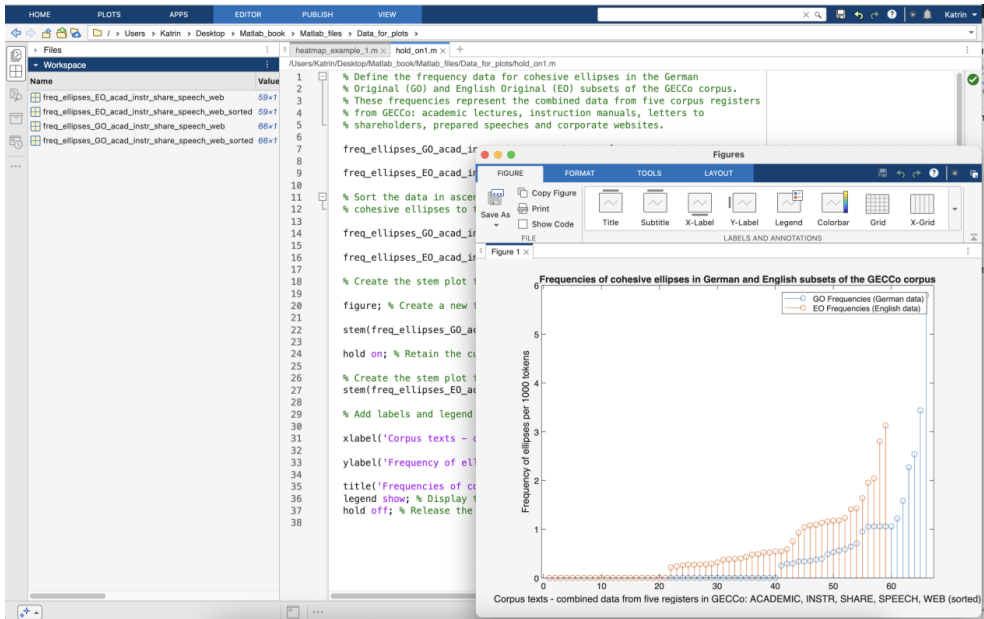 HOME PLOTS APPS EDITOR PUBLISH VIEW Katrin
/ › Users › Katrin › Desktop › Matlab_book › Matlab_files › Data_for_plots ›
Files
Workspace
Name Value
freq_ellipses_EO_acad_instr_share_speech_web 59×1
freq_ellipses_EO_acad_instr_share_speech_web_sorted 59×1
freq_ellipses_GO_acad_instr_share_speech_web 66×1
freq_ellipses_GO_acad_instr_share_speech_web_sorted 66×1
heatmap_example_1.m × hold_on1.m × +
/Users/Katrin/Desktop/Matlab_book/Matlab_files/Data_for_plots/hold_on1.m
1 % Define the frequency data for cohesive ellipses in the German
2 % Original (GO) and English Original (EO) subsets of the GECCo corpus.
3 % These frequencies represent the combined data from five corpus registers
4 % from GECCo: academic lectures, instruction manuals, letters to
5 % shareholders, prepared speeches and corporate websites.
6
7 freq_ellipses_GO_acad_in
8
9 freq_ellipses_EO_acad_in
10
11 % Sort the data in ascen
12 % cohesive ellipses to t
13
14 freq_ellipses_GO_acad_in
15
16 freq_ellipses_EO_acad_in
17
18 % Create the stem plot f
19
20 figure; % Create a new f
21
22 stem(freq_ellipses_GO_ac
23
24 hold on; % Retain the cu
25
26 % Create the stem plot f
27 stem(freq_ellipses_EO_ac
28
29 % Add labels and legend
30
31 xlabel('Corpus texts – c
32
33 ylabel('Frequency of ell
34
35 title('Frequencies of co
36 legend show; % Display t
37 hold off; % Release the
38
Figures
FIGURE FORMAT TOOLS LAYOUT
Save As
Copy Figure
Print
Show Code
Title Subtitle X-Label Y-Label Legend Colorbar Grid X-Grid
FILE LABELS AND ANNOTATIONS
Figure 1 ×
Frequencies of cohesive ellipses in German and English subsets of the GECCo corpus
GO Frequencies (German data)
EO Frequencies (English data)
Frequency of ellipses per 1000 tokens
6
5
4
3
2
1
0
0 10 20 30 40 50 60
Corpus texts - combined data from five registers in GECCo: ACADEMIC, INSTR, SHARE, SPEECH, WEB (sorted)